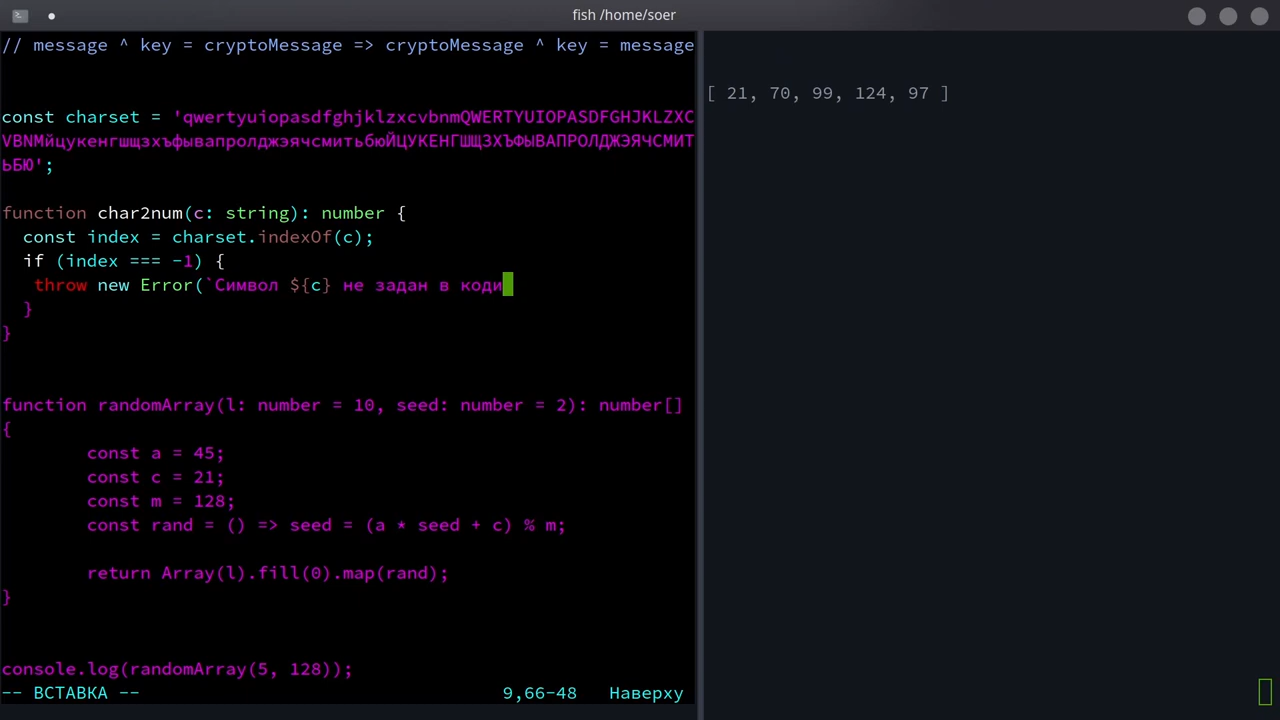 fish /home/soer
// message ^ key = cryptoMessage => cryptoMessage ^ key = message
const charset = 'qwertyuiopasdfghjklzxcvbnmQWERTYUIOPASDFGHJKLZXC
VBNMйцукенгшщзхъфывапролджэячсмитьбюЙЦУКЕНГШЩЗХЪФЫВАПРОЛДЖЭЯЧСМИТ
ЬБЮ';
function char2num(c: string): number {
  const index = charset.indexOf(c);
  if (index === -1) {
   throw new Error(`Символ ${c} не задан в коди
  }
}
function randomArray(l: number = 10, seed: number = 2): number[]
{
        const a = 45;
        const c = 21;
        const m = 128;
        const rand = () => seed = (a * seed + c) % m;
        return Array(l).fill(0).map(rand);
}
console.log(randomArray(5, 128));
-- ВСТАВКА -- 9,66-48 Наверху
[ 21, 70, 99, 124, 97 ]